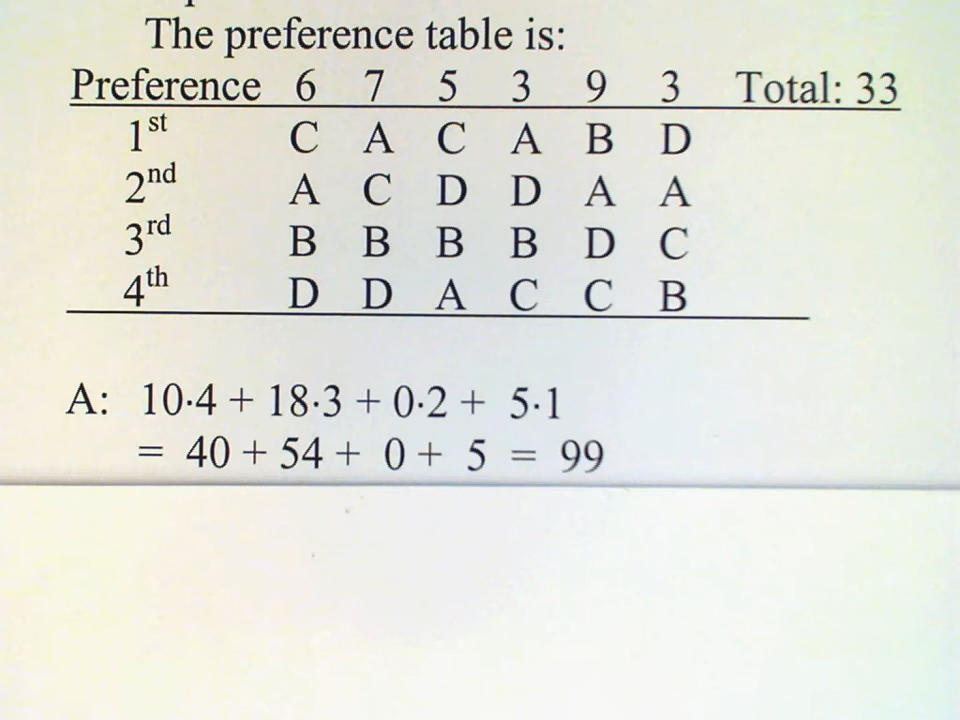 The preference table is:
Preference 6 7 5 3 9 3 Total: 33
1st C A C A B D
2nd A C D D A A
3rd B B B B D C
4th D D A C C B
A: 10·4 + 18·3 + 0·2 + 5·1
= 40 + 54 + 0 + 5 = 99